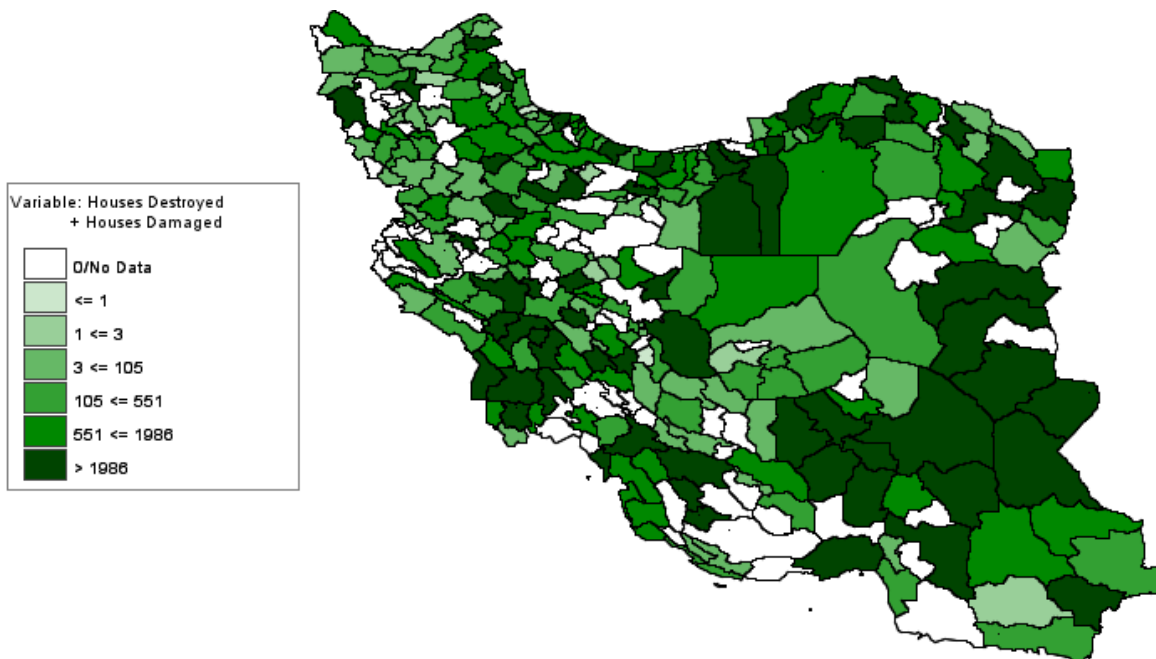 Variable: Houses Destroyed
+ Houses Damaged
0/No Data
<= 1
1 <= 3
3 <= 105
105 <= 551
551 <= 1986
> 1986